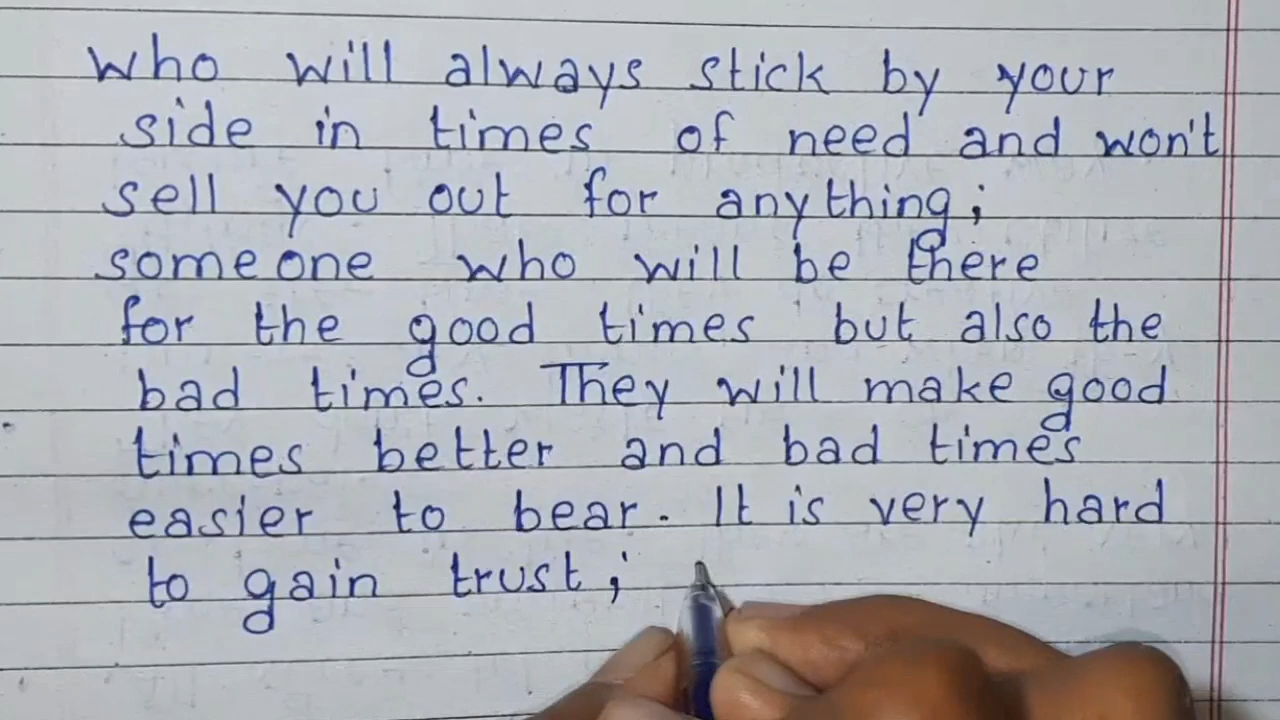 who will always stick by your
side in times of need and won't
sell you out for anything;
someone who will be there
for the good times but also the
bad times. They will make good
times better and bad times
easier to bear. It is very hard
to gain trust;